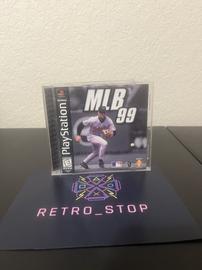 MLB
99
PlayStation
RETRO_STOP